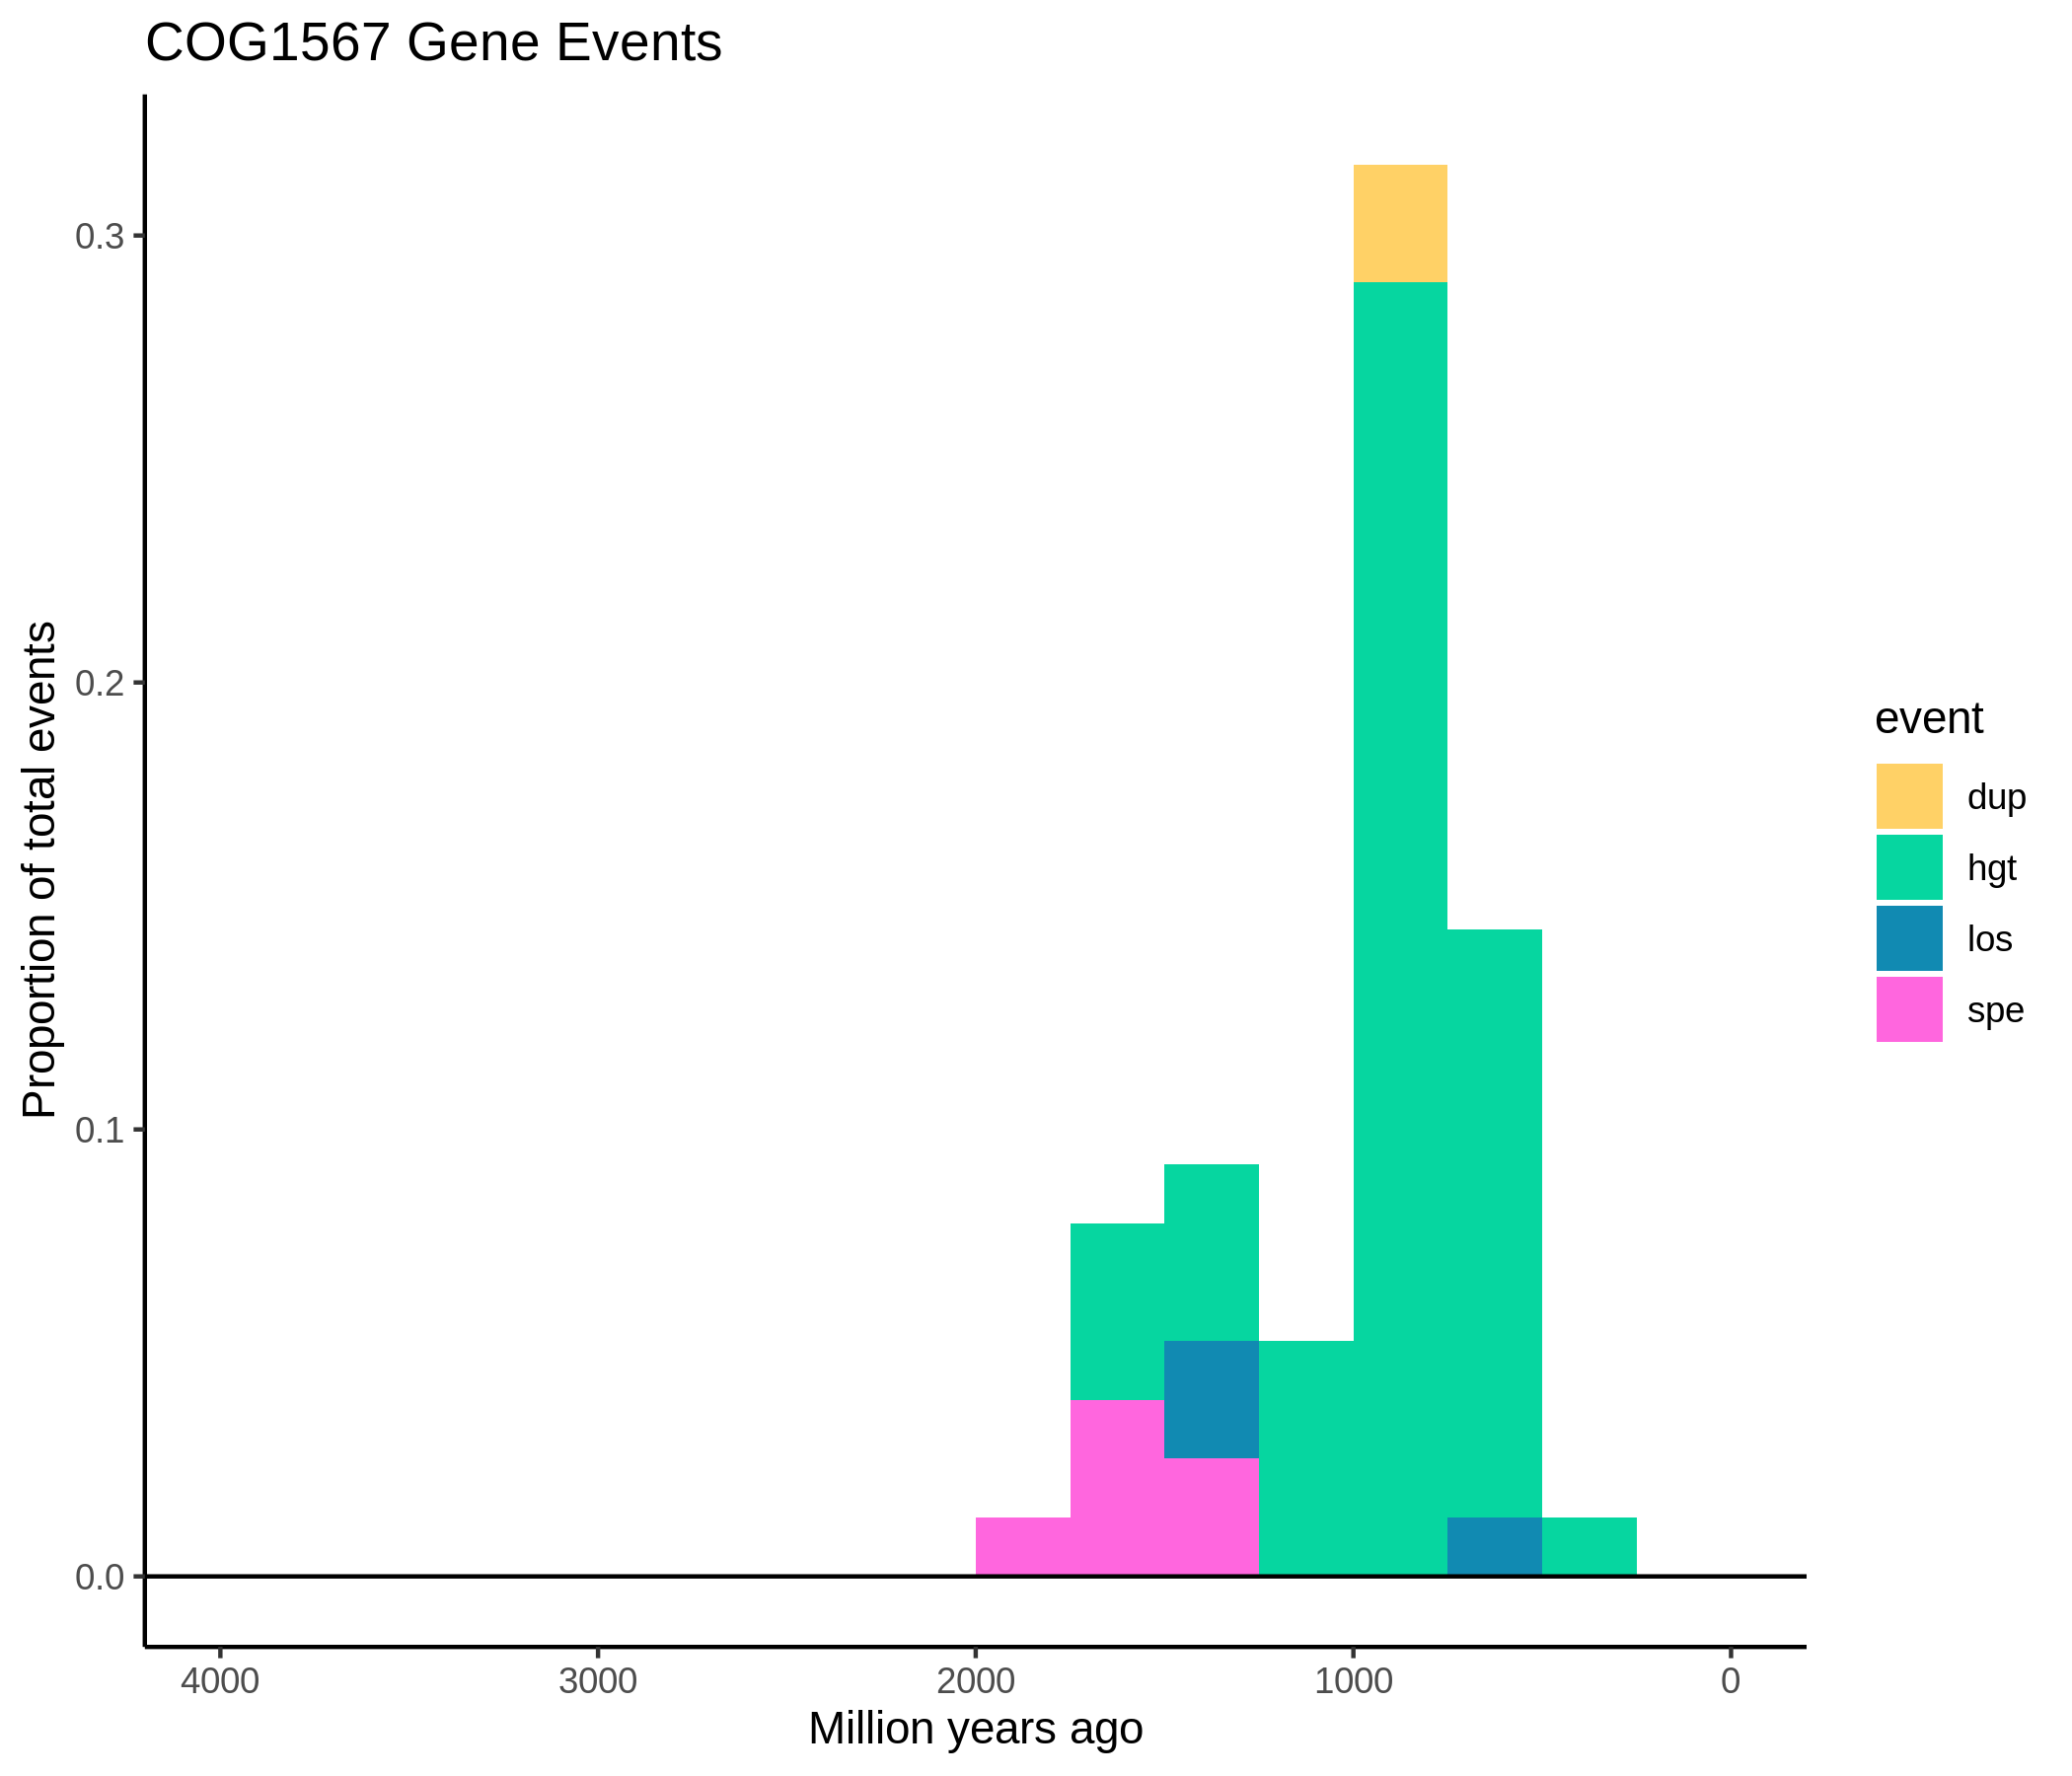 COG1567 Gene Events
Proportion of total events
0.3
0.2
0.1
0.0
4000 3000 2000 1000 0
Million years ago
event
dup
hgt
los
spe